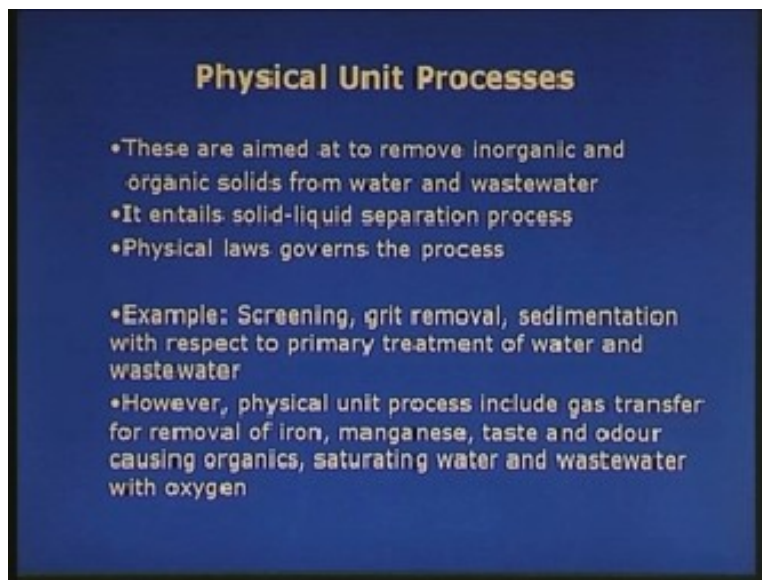 Physical Unit Processes
•These are aimed at to remove inorganic and
organic solids from water and wastewater
•It entails solid-liquid separation process
•Physical laws governs the process
•Example: Screening, grit removal, sedimentation
with respect to primary treatment of water and
wastewater
•However, physical unit process include gas transfer
for removal of iron, manganese, taste and odour
causing organics, saturating water and wastewater
with oxygen